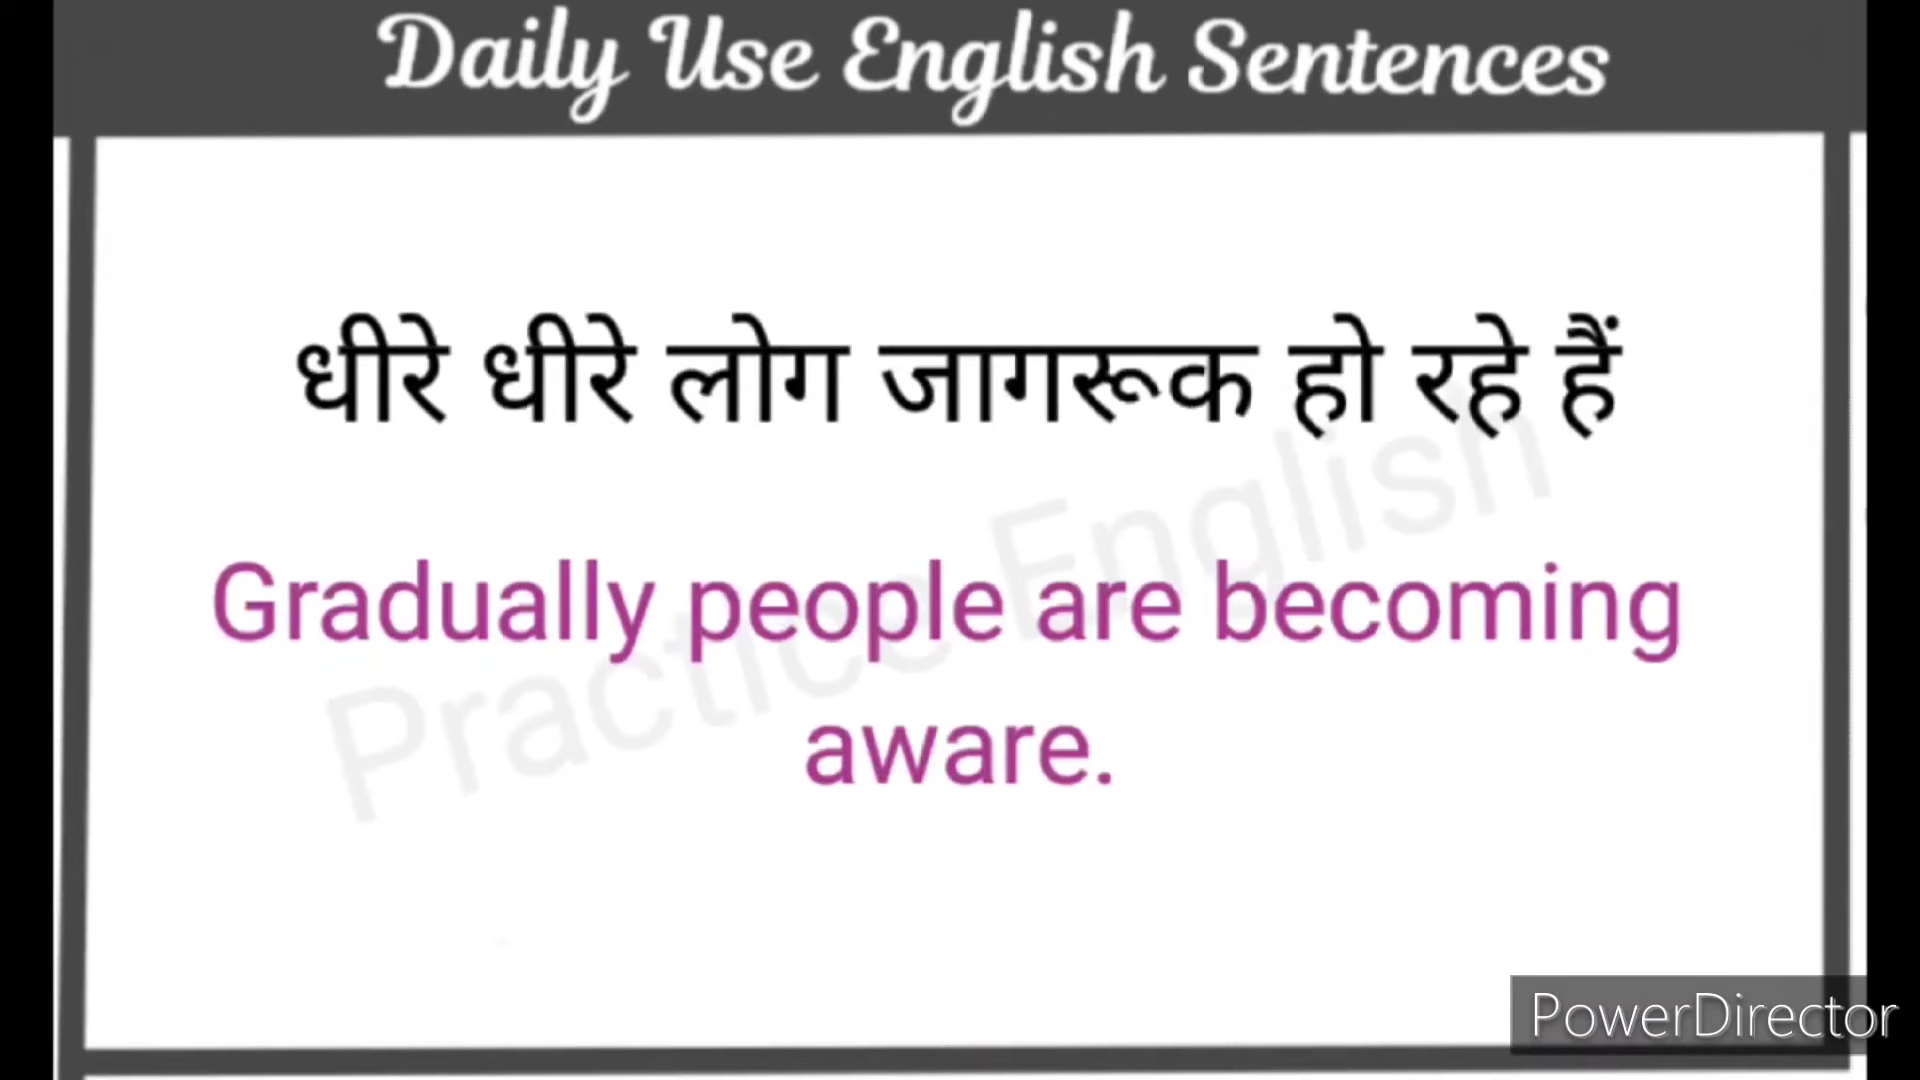 Daily Use English Sentences
धीरे धीरे लोग जागरूक हो रहे हैं
Practice English
Gradually people are becoming
aware.
PowerDirector